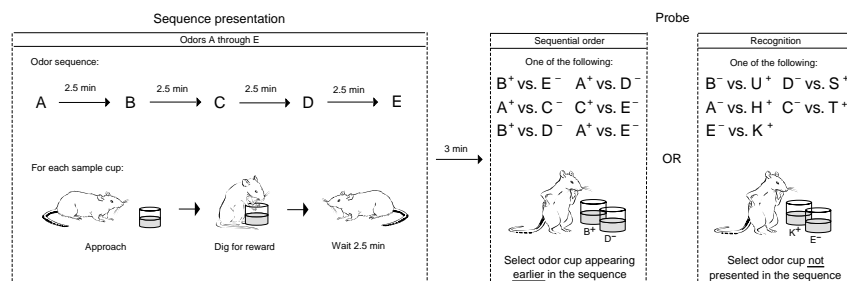 Sequence presentation
Probe
Odors A through E
Sequential order
Recognition
Odor sequence:
2.5 min 2.5 min 2.5 min 2.5 min
A B C D E
For each sample cup:
Approach
Dig for reward
Wait 2.5 min
3 min
One of the following:
B⁺ vs. E⁻ A⁺ vs. D⁻
A⁺ vs. C⁻ C⁺ vs. E⁻
B⁺ vs. D⁻ A⁺ vs. E⁻
B⁺
D⁻
Select odor cup appearing
earlier in the sequence
OR
One of the following:
B⁻ vs. U⁺ D⁻ vs. S⁺
A⁻ vs. H⁺ C⁻ vs. T⁺
E⁻ vs. K⁺
K⁺
E⁻
Select odor cup not
presented in the sequence